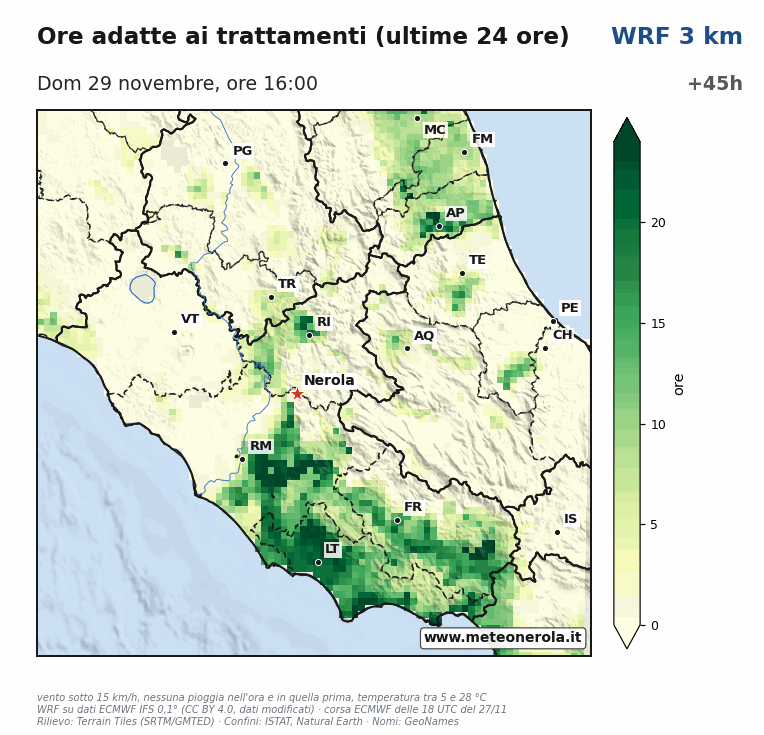 Ore adatte ai trattamenti (ultime 24 ore)
WRF 3 km
Dom 29 novembre, ore 16:00
+45h
MC
FM
PG
AP
TE
TR
PE
VT
RI
AQ
CH
Nerola
RM
FR
IS
LT
www.meteonerola.it
20
15
10
5
0
ore
vento sotto 15 km/h, nessuna pioggia nell'ora e in quella prima, temperatura tra 5 e 28 °C
WRF su dati ECMWF IFS 0,1° (CC BY 4.0, dati modificati) · corsa ECMWF delle 18 UTC del 27/11
Rilievo: Terrain Tiles (SRTM/GMTED) · Confini: ISTAT, Natural Earth · Nomi: GeoNames